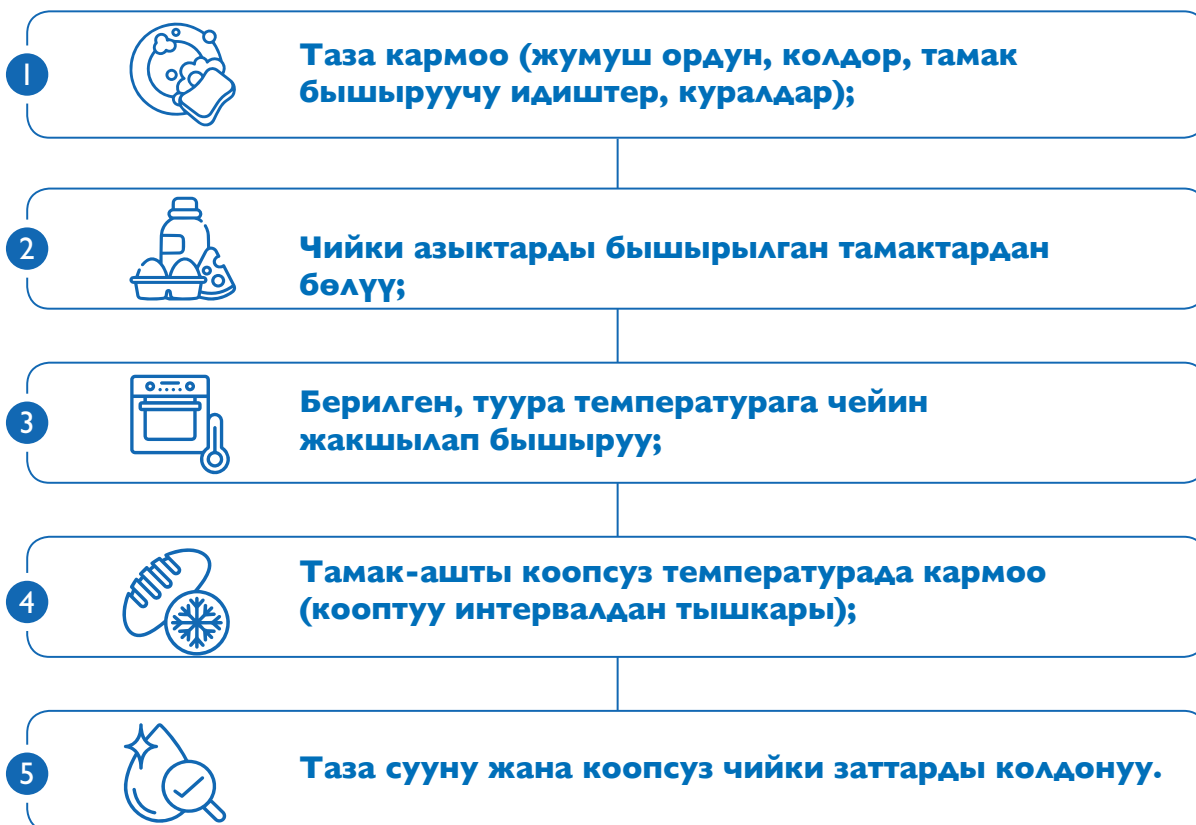 1
Таза кармоо (жумуш ордун, колдор, тамак
бышыруучу идиштер, куралдар);
2
Чийки азыктарды бышырылган тамактардан
бөлүү;
3
Берилген, туура температурага чейин
жакшылап бышыруу;
4
Тамак-ашты коопсуз температурада кармоо
(кооптуу интервалдан тышкары);
5
Таза сууну жана коопсуз чийки заттарды колдонуу.